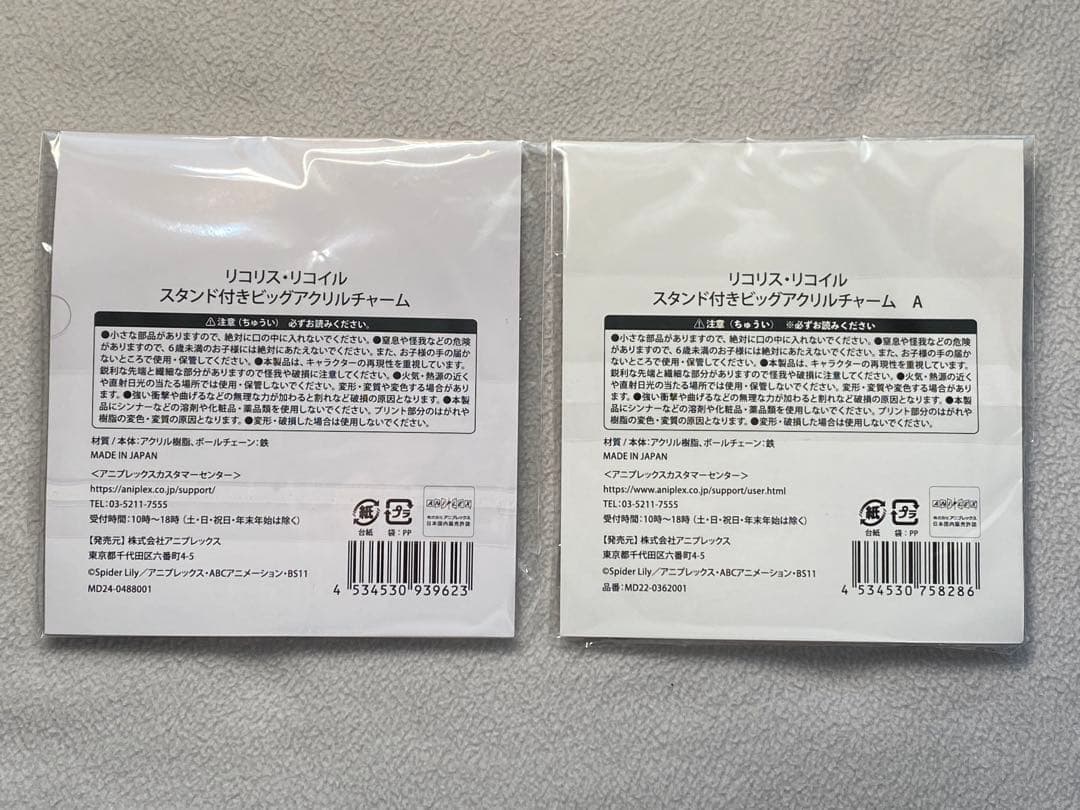 リコリス・リコイル
スタンド付きビッグアクリルチャーム
⚠注意（ちゅうい） 必ずお読みください。
●小さな部品がありますので、絶対に口の中に入れないでください。●窒息や怪我などの危険
がありますので、6歳未満のお子様には絶対にあたえないでください。また、お子様の手の届か
ないところで使用・保管してください。●本製品は、キャラクターの再現性を重視しています。
鋭利な先端と繊細な部分がありますので怪我や破損に注意してください。●火気・熱源の近く
や直射日光の当たる場所では使用・保管しないでください。変形・変質や変色する場合があり
ます。●強い衝撃や曲げるなどの無理な力が加わると割れなど破損の原因となります。●本製
品にシンナーなどの溶剤や化粧品・薬品類を使用しないでください。プリント部分のはがれや
樹脂の変色・変質の原因となります。●変形・破損した場合は使用しないでください。
材質/本体：アクリル樹脂、ボールチェーン：鉄
MADE IN JAPAN
＜アニプレックスカスタマーセンター＞
https://aniplex.co.jp/support/
TEL：03-5211-7555
受付時間：10時～18時（土・日・祝日・年末年始は除く）
【発売元】株式会社アニプレックス
東京都千代田区六番町4-5
©Spider Lily／アニプレックス・ABCアニメーション・BS11
MD24-0488001
紙
台紙
プラ
袋：PP
ANIPLEX
株式会社アニプレックス
日本国内販売許諾
4 534530 939623
リコリス・リコイル
スタンド付きビッグアクリルチャーム A
⚠注意（ちゅうい） ※必ずお読みください
●小さな部品がありますので、絶対に口の中に入れないでください。●窒息や怪我などの危険
がありますので、6歳未満のお子様には絶対にあたえないでください。また、お子様の手の届か
ないところで使用・保管してください。●本製品は、キャラクターの再現性を重視しています。
鋭利な先端と繊細な部分がありますので怪我や破損に注意してください。●火気・熱源の近く
や直射日光の当たる場所では使用・保管しないでください。変形・変質や変色する場合があり
ます。●強い衝撃や曲げるなどの無理な力が加わると割れなど破損の原因となります。●本製
品にシンナーなどの溶剤や化粧品・薬品類を使用しないでください。プリント部分のはがれや
樹脂の変色・変質の原因となります。●変形・破損した場合は使用しないでください。
材質/本体：アクリル樹脂、ボールチェーン：鉄
MADE IN JAPAN
＜アニプレックスカスタマーセンター＞
https://www.aniplex.co.jp/support/user.html
TEL：03-5211-7555
受付時間：10時～18時（土・日・祝日・年末年始は除く）
【発売元】株式会社アニプレックス
東京都千代田区六番町4-5
©Spider Lily／アニプレックス・ABCアニメーション・BS11
品番：MD22-0362001
紙
台紙
プラ
袋：PP
ANIPLEX
株式会社アニプレックス
日本国内販売許諾
4 534530 758286